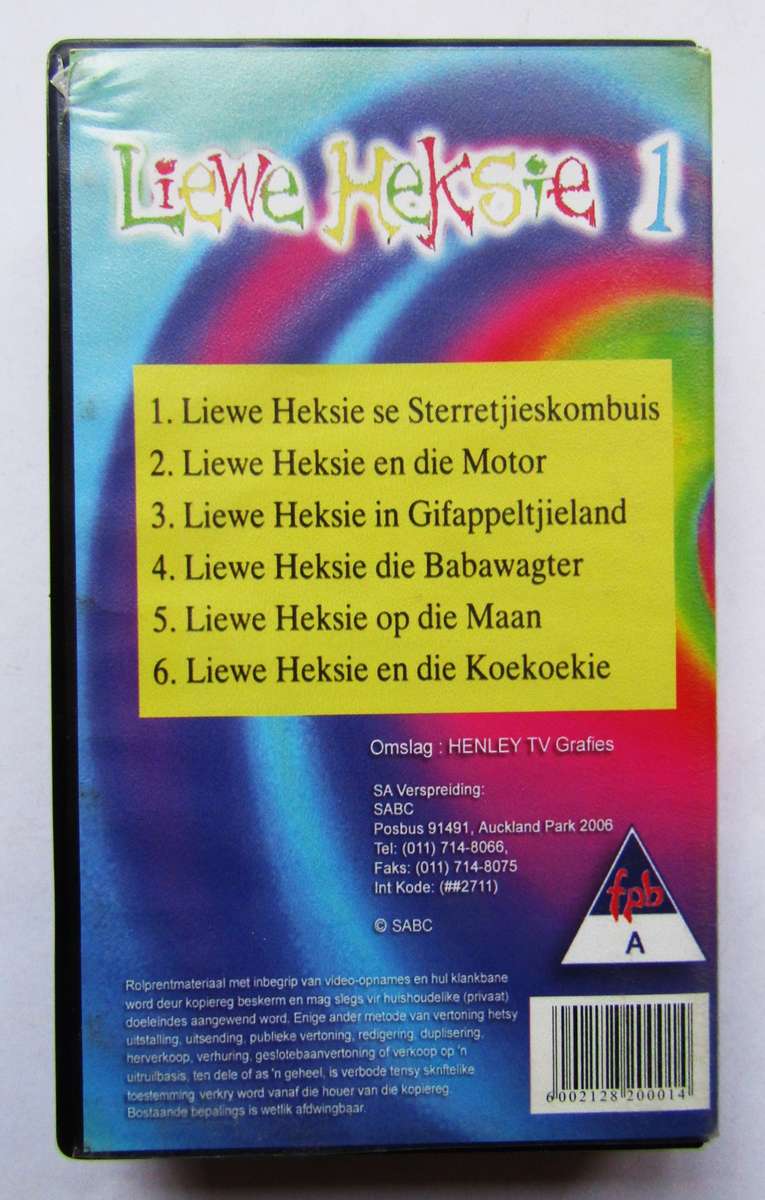 Liewe Heksie 1
1. Liewe Heksie se Sterretjieskombuis
2. Liewe Heksie en die Motor
3. Liewe Heksie in Gifappeltjieland
4. Liewe Heksie die Babawagter
5. Liewe Heksie op die Maan
6. Liewe Heksie en die Koekoekie
Omslag : HENLEY TV Grafies
SA Verspreiding:
SABC
Posbus 91491, Auckland Park 2006
Tel: (011) 714-8066,
Faks: (011) 714-8075
Int Kode: (##2711)
© SABC
fpb
A
Rolprentmateriaal met inbegrip van video-opnames en hul klankbane
word deur kopiereg beskerm en mag slegs vir huishoudelike (privaat)
doeleindes aangewend word. Enige ander metode van vertoning hetsy
uitstalling, uitsending, publieke vertoning, redigering, duplisering,
herverkoop, verhuring, geslotebaanvertoning of verkoop op 'n
uitruilbasis, ten dele of as 'n geheel, is verbode tensy skriftelike
toestemming verkry word vanaf die houer van die kopiereg.
Bostaande bepalings is wetlik afdwingbaar.
6002128200014